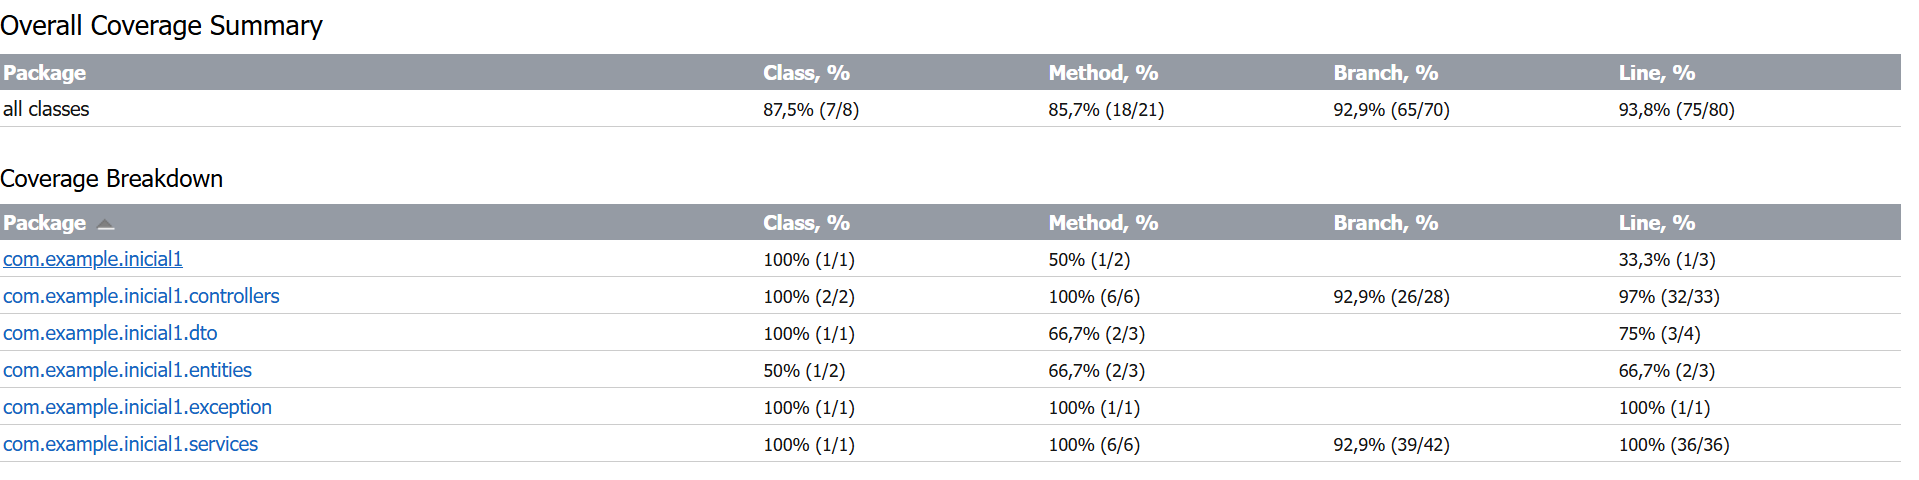 Overall Coverage Summary
Package Class, % Method, % Branch, % Line, %
all classes 87,5% (7/8) 85,7% (18/21) 92,9% (65/70) 93,8% (75/80)
Coverage Breakdown
Package Class, % Method, % Branch, % Line, %
com.example.inicial1 100% (1/1) 50% (1/2) 33,3% (1/3)
com.example.inicial1.controllers 100% (2/2) 100% (6/6) 92,9% (26/28) 97% (32/33)
com.example.inicial1.dto 100% (1/1) 66,7% (2/3) 75% (3/4)
com.example.inicial1.entities 50% (1/2) 66,7% (2/3) 66,7% (2/3)
com.example.inicial1.exception 100% (1/1) 100% (1/1) 100% (1/1)
com.example.inicial1.services 100% (1/1) 100% (6/6) 92,9% (39/42) 100% (36/36)